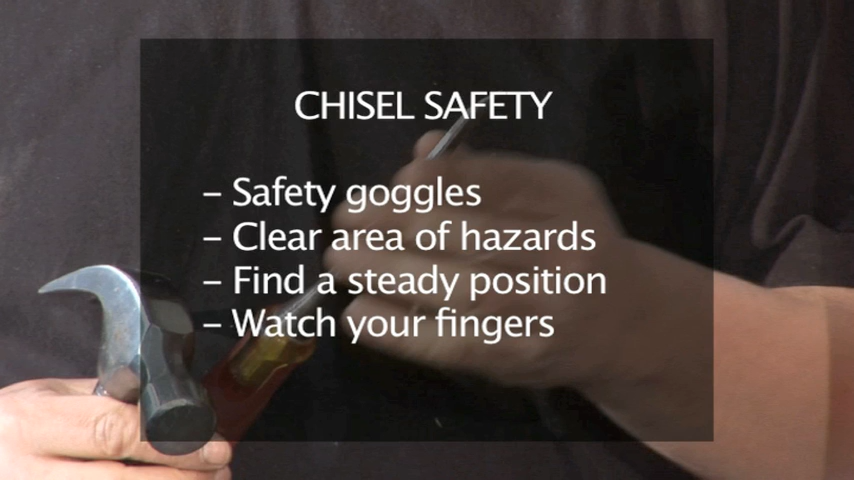 CHISEL SAFETY
– Safety goggles
– Clear area of hazards
– Find a steady position
– Watch your fingers